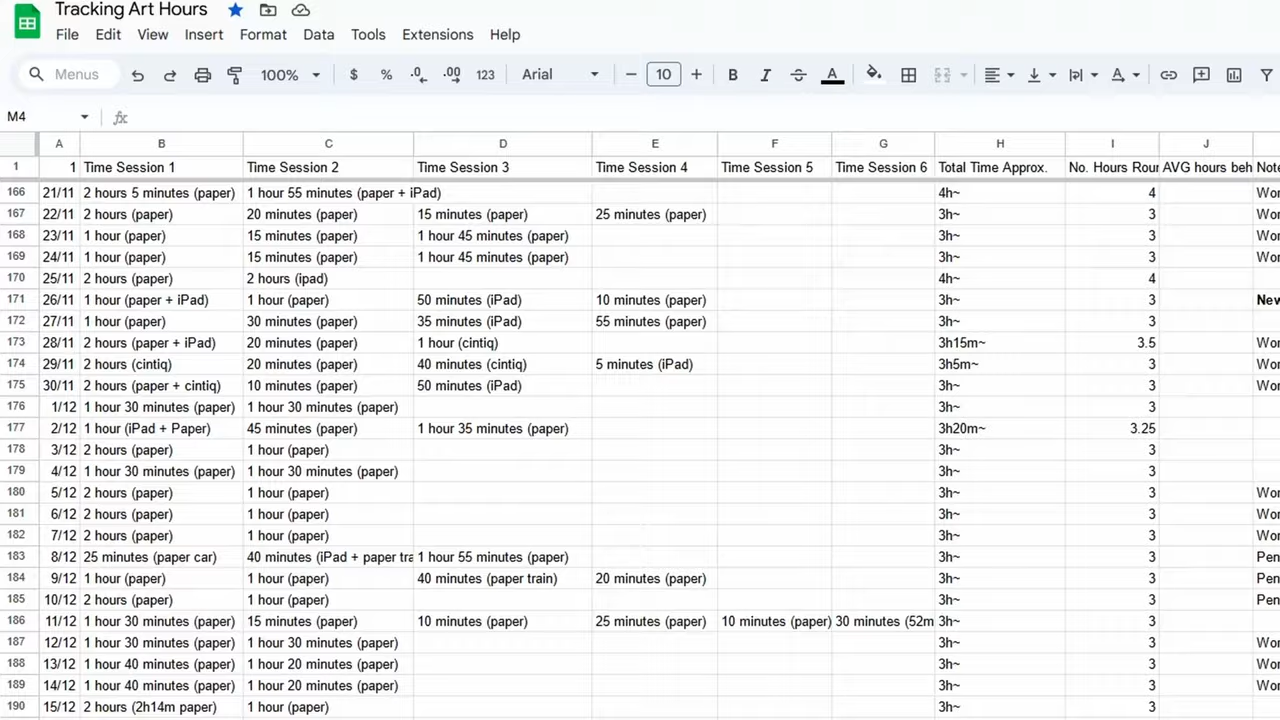 Tracking Art Hours
File Edit View Insert Format Data Tools Extensions Help
Menus 100% $ % .0 .00 123 Arial 10 B I S A
M4 fx
A B C D E F G H I J
1 1 Time Session 1 Time Session 2 Time Session 3 Time Session 4 Time Session 5 Time Session 6 Total Time Approx. No. Hours Rour AVG hours beh Note
166 21/11 2 hours 5 minutes (paper) 1 hour 55 minutes (paper + iPad) 4h~ 4 Wor
167 22/11 2 hours (paper) 20 minutes (paper) 15 minutes (paper) 25 minutes (paper) 3h~ 3 Wor
168 23/11 1 hour (paper) 15 minutes (paper) 1 hour 45 minutes (paper) 3h~ 3 Wor
169 24/11 1 hour (paper) 15 minutes (paper) 1 hour 45 minutes (paper) 3h~ 3 Wor
170 25/11 2 hours (paper) 2 hours (ipad) 4h~ 4
171 26/11 1 hour (paper + iPad) 1 hour (paper) 50 minutes (iPad) 10 minutes (paper) 3h~ 3 New
172 27/11 1 hour (paper) 30 minutes (paper) 35 minutes (iPad) 55 minutes (paper) 3h~ 3
173 28/11 2 hours (paper + iPad) 20 minutes (paper) 1 hour (cintiq) 3h15m~ 3.5 Wor
174 29/11 2 hours (cintiq) 20 minutes (paper) 40 minutes (cintiq) 5 minutes (iPad) 3h5m~ 3 Wor
175 30/11 2 hours (paper + cintiq) 10 minutes (paper) 50 minutes (iPad) 3h~ 3 Wor
176 1/12 1 hour 30 minutes (paper) 1 hour 30 minutes (paper) 3h~ 3
177 2/12 1 hour (iPad + Paper) 45 minutes (paper) 1 hour 35 minutes (paper) 3h20m~ 3.25
178 3/12 2 hours (paper) 1 hour (paper) 3h~ 3
179 4/12 1 hour 30 minutes (paper) 1 hour 30 minutes (paper) 3h~ 3
180 5/12 2 hours (paper) 1 hour (paper) 3h~ 3 Wor
181 6/12 2 hours (paper) 1 hour (paper) 3h~ 3 Wor
182 7/12 2 hours (paper) 1 hour (paper) 3h~ 3 Wor
183 8/12 25 minutes (paper car) 40 minutes (iPad + paper tra 1 hour 55 minutes (paper) 3h~ 3 Pen
184 9/12 1 hour (paper) 1 hour (paper) 40 minutes (paper train) 20 minutes (paper) 3h~ 3 Pen
185 10/12 2 hours (paper) 1 hour (paper) 3h~ 3 Pen
186 11/12 1 hour 30 minutes (paper) 15 minutes (paper) 10 minutes (paper) 25 minutes (paper) 10 minutes (paper) 30 minutes (52m 3h~ 3
187 12/12 1 hour 30 minutes (paper) 1 hour 30 minutes (paper) 3h~ 3 Wor
188 13/12 1 hour 40 minutes (paper) 1 hour 20 minutes (paper) 3h~ 3 Wor
189 14/12 1 hour 40 minutes (paper) 1 hour 20 minutes (paper) 3h~ 3 Wor
190 15/12 2 hours (2h14m paper) 1 hour (paper) 3h~ 3